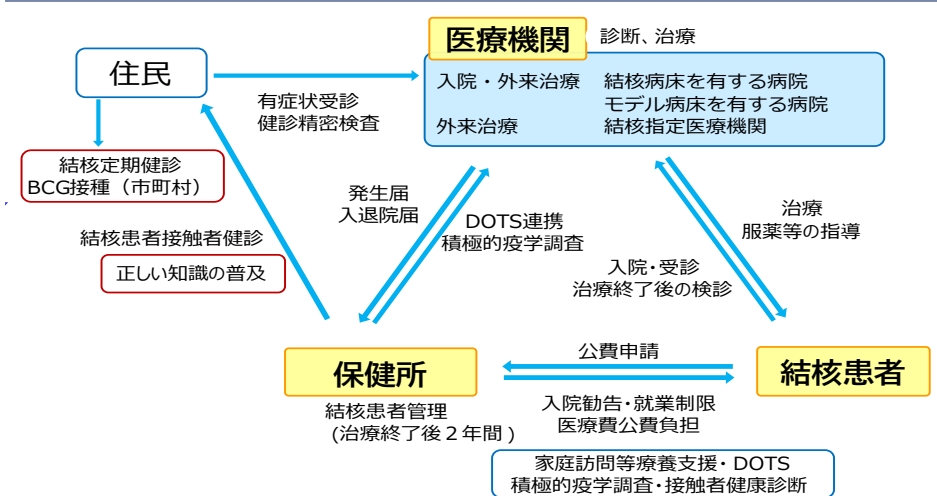 医療機関
診断、治療
住民
入院・外来治療
結核病床を有する病院
モデル病床を有する病院
外来治療
結核指定医療機関
有症状受診
健診精密検査
結核定期健診
BCG接種（市町村）
発生届
入退院届
DOTS連携
積極的疫学調査
治療
服薬等の指導
結核患者接触者健診
正しい知識の普及
入院・受診
治療終了後の検診
公費申請
保健所
結核患者
結核患者管理
(治療終了後２年間)
入院勧告・就業制限
医療費公費負担
家庭訪問等療養支援・DOTS
積極的疫学調査・接触者健康診断